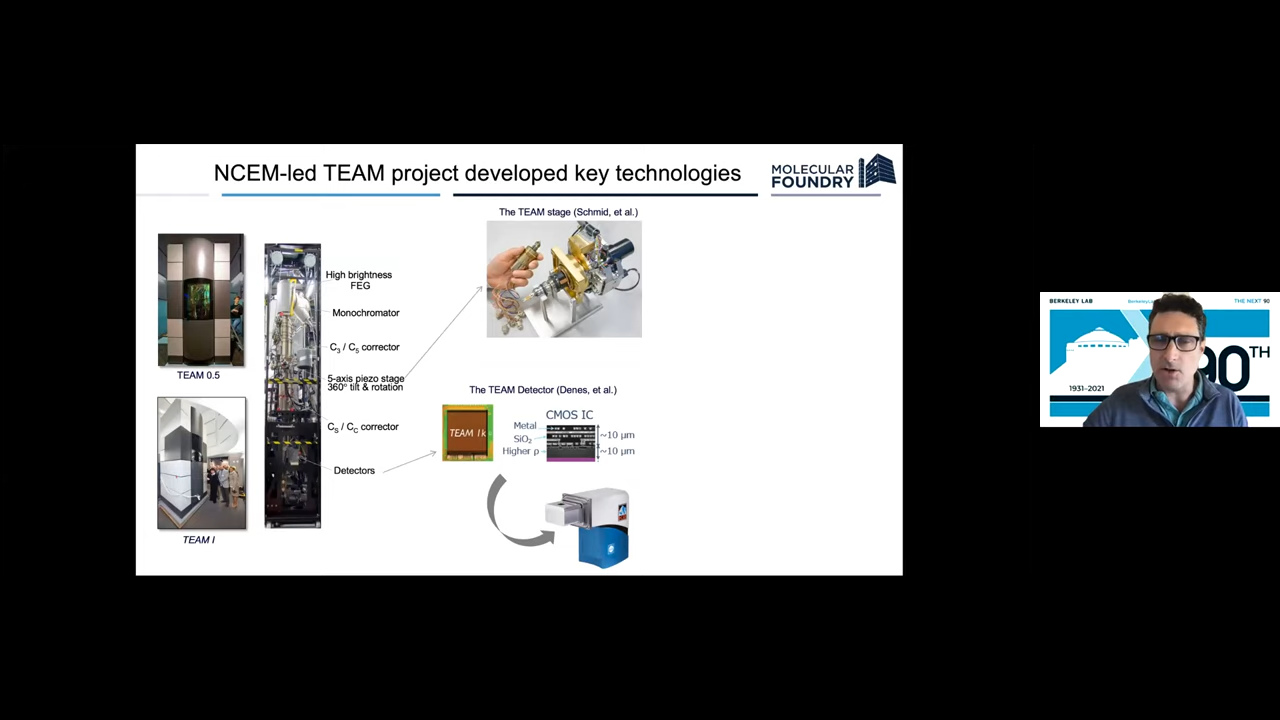 NCEM-led TEAM project developed key technologies
MOLECULAR
FOUNDRY
The TEAM stage (Schmid, et al.)
High brightness
FEG
Monochromator
C3 / C5 corrector
5-axis piezo stage
360° tilt & rotation
CS / CC corrector
Detectors
TEAM 0.5
TEAM I
The TEAM Detector (Denes, et al.)
TEAM 1k
CMOS IC
Metal
SiO2
Higher ρ
~10 μm
~10 μm
BERKELEY LAB
THE NEXT 90
90TH
1931–2021